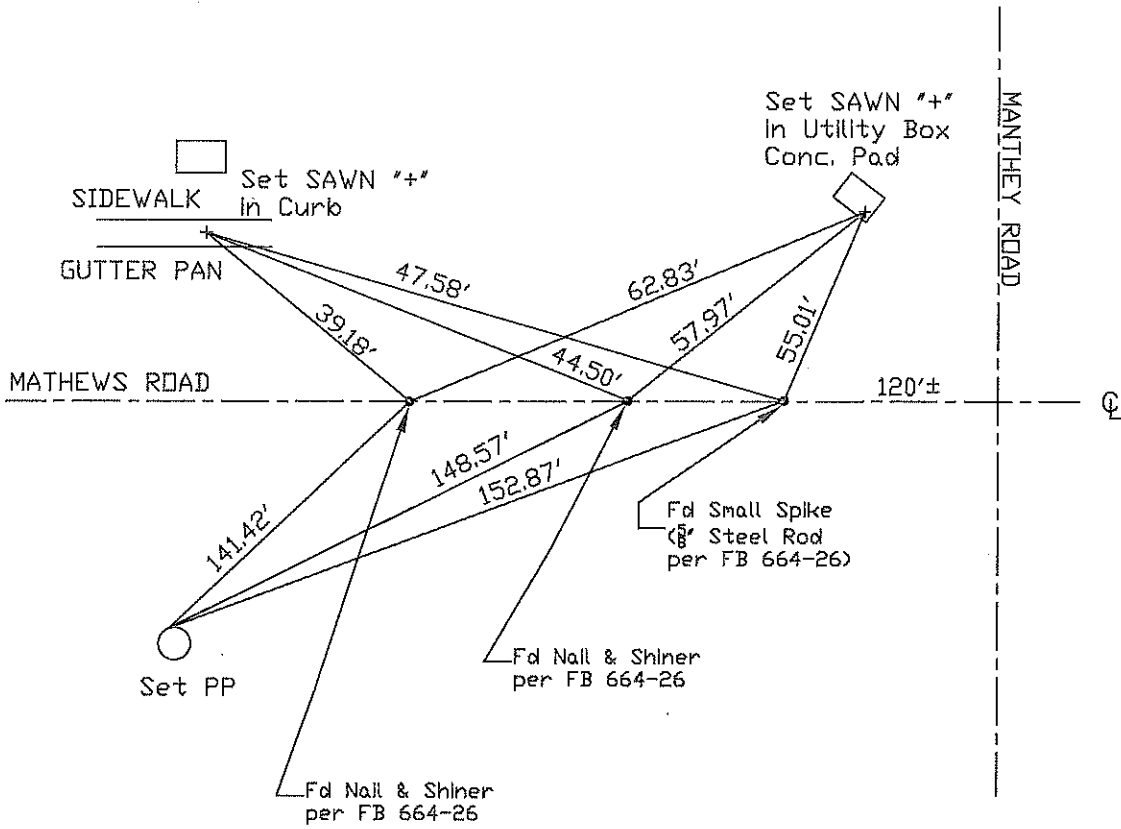 Set SAWN "+"
In Utility Box
Conc. Pad
MANTHEY ROAD
Set SAWN "+"
In Curb
SIDEWALK
GUTTER PAN
47.58'
62.83'
39.18'
57.97'
55.01'
44.50'
MATHEWS ROAD
120'±
℄
148.57'
152.87'
141.42'
Fd Small Spike
(5/8" Steel Rod
per FB 664-26)
Fd Nail & Shiner
per FB 664-26
Set PP
Fd Nail & Shiner
per FB 664-26